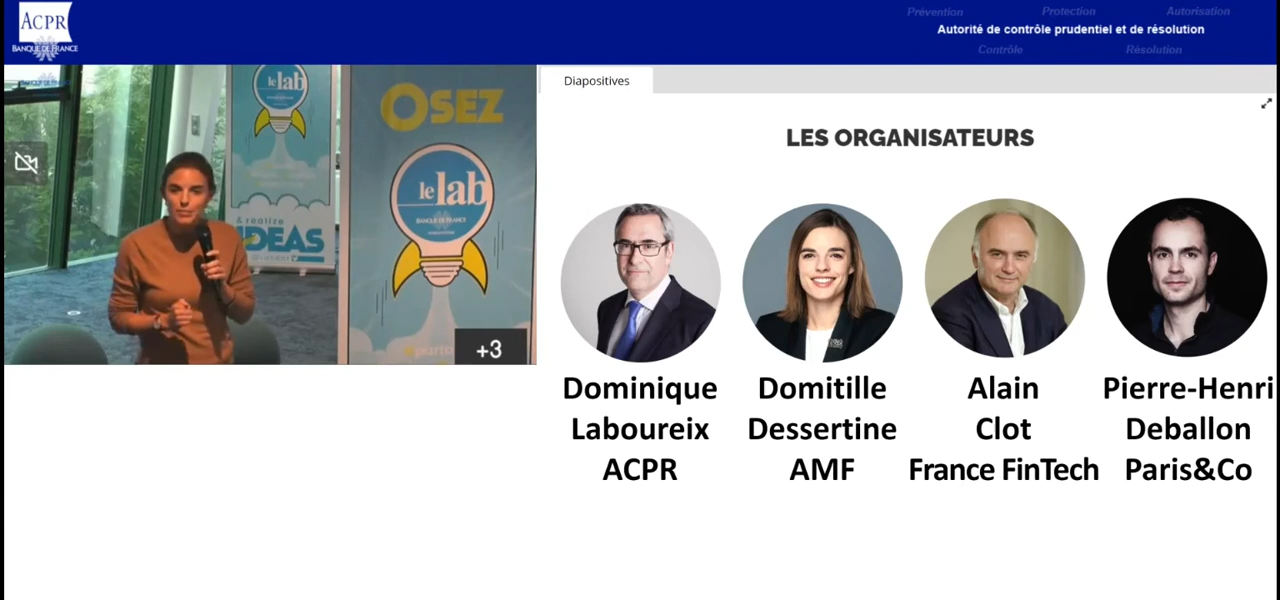 ACPR
BANQUE DE FRANCE
Prévention
Protection
Autorisation
Autorité de contrôle prudentiel et de résolution
Contrôle
Résolution
Diapositives
le lab
OSEZ
le lab
BANQUE DE FRANCE
& realize
IDEAS
+3
LES ORGANISATEURS
Dominique
Laboureix
ACPR
Domitille
Dessertine
AMF
Alain
Clot
France FinTech
Pierre-Henri
Deballon
Paris&Co